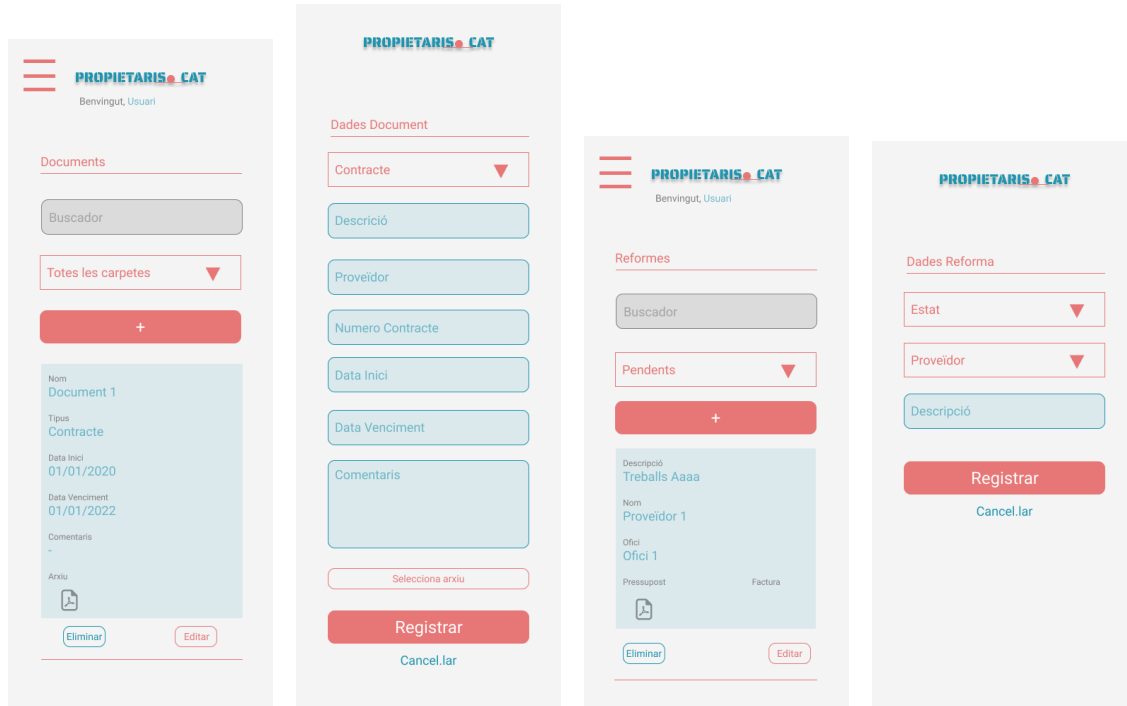 PROPIETARIS. CAT
Benvingut, Usuari
Documents
Buscador
Totes les carpetes
+
Nom
Document 1
Tipus
Contracte
Data Inici
01/01/2020
Data Venciment
01/01/2022
Comentaris
-
Arxiu
Eliminar
Editar
PROPIETARIS. CAT
Dades Document
Contracte
Descrició
Proveïdor
Numero Contracte
Data Inici
Data Venciment
Comentaris
Selecciona arxiu
Registrar
Cancel.lar
PROPIETARIS. CAT
Benvingut, Usuari
Reformes
Buscador
Pendents
+
Descripció
Treballs Aaaa
Nom
Proveïdor 1
Ofici
Ofici 1
Pressupost Factura
Eliminar
Editar
PROPIETARIS. CAT
Dades Reforma
Estat
Proveïdor
Descripció
Registrar
Cancel.lar